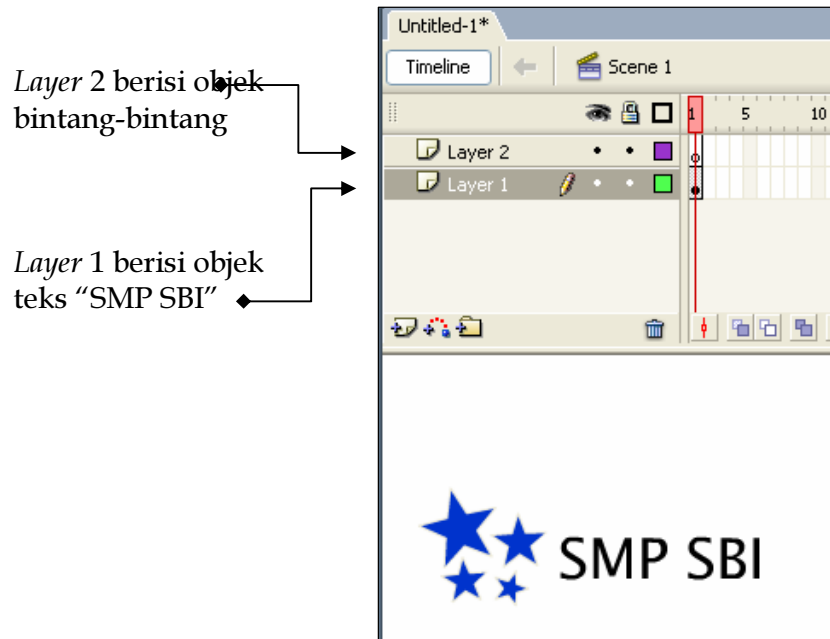 Layer 2 berisi objek
bintang-bintang
Layer 1 berisi objek
teks “SMP SBI”
Untitled-1*
Timeline
Scene 1
1 5 10
Layer 2
Layer 1
SMP SBI